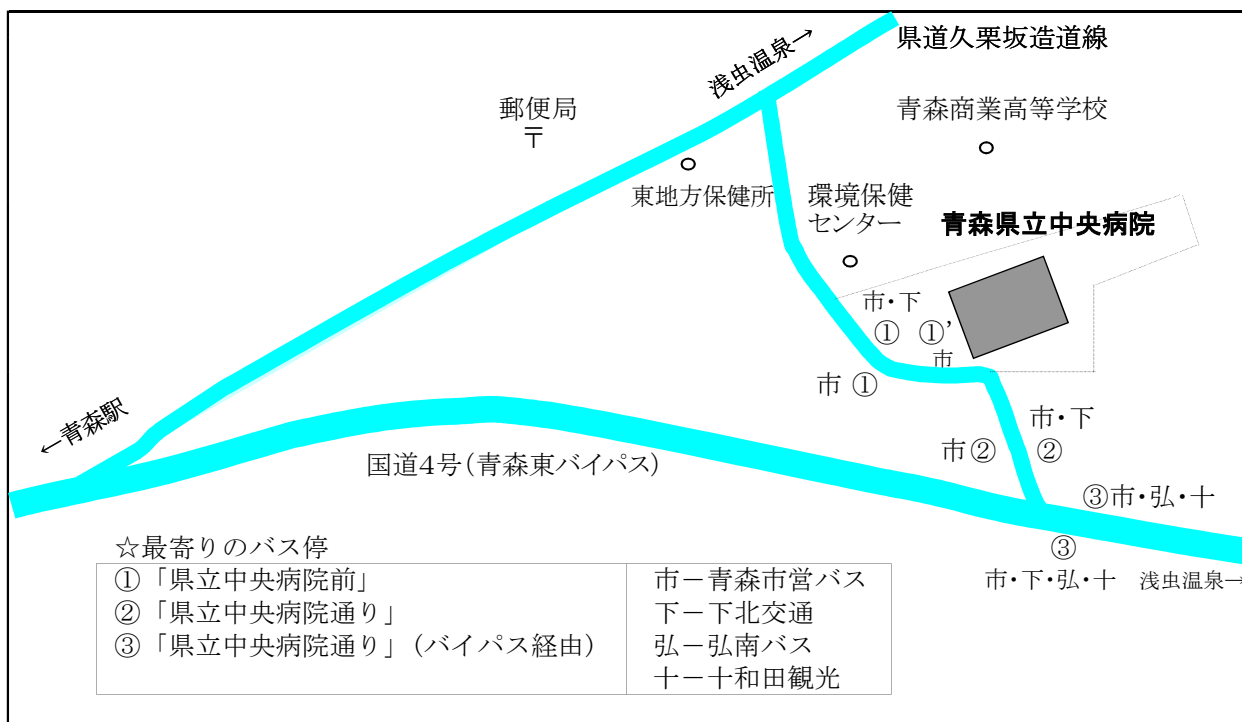 県道久栗坂造道線
浅虫温泉→
郵便局
〒
青森商業高等学校
東地方保健所
環境保健
センター
青森県立中央病院
市・下
① ①’
市
市 ①
←青森駅
市・下
市② ②
国道4号(青森東バイパス)
③市・弘・十
③
市・下・弘・十
浅虫温泉→
☆最寄りのバス停
①「県立中央病院前」
②「県立中央病院通り」
③「県立中央病院通り」(バイパス経由)
市－青森市営バス
下－下北交通
弘－弘南バス
十－十和田観光